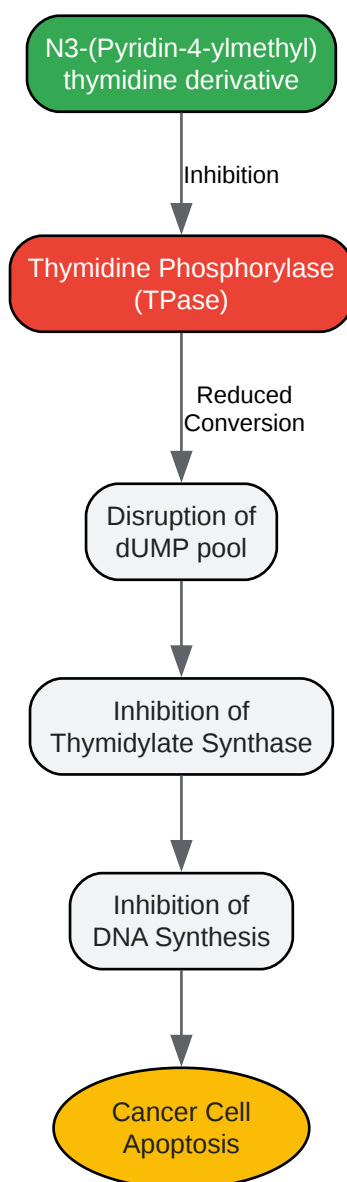 N3-(Pyridin-4-ylmethyl)
thymidine derivative
Inhibition
Thymidine Phosphorylase
(TPase)
Reduced
Conversion
Disruption of
dUMP pool
Inhibition of
Thymidylate Synthase
Inhibition of
DNA Synthesis
Cancer Cell
Apoptosis